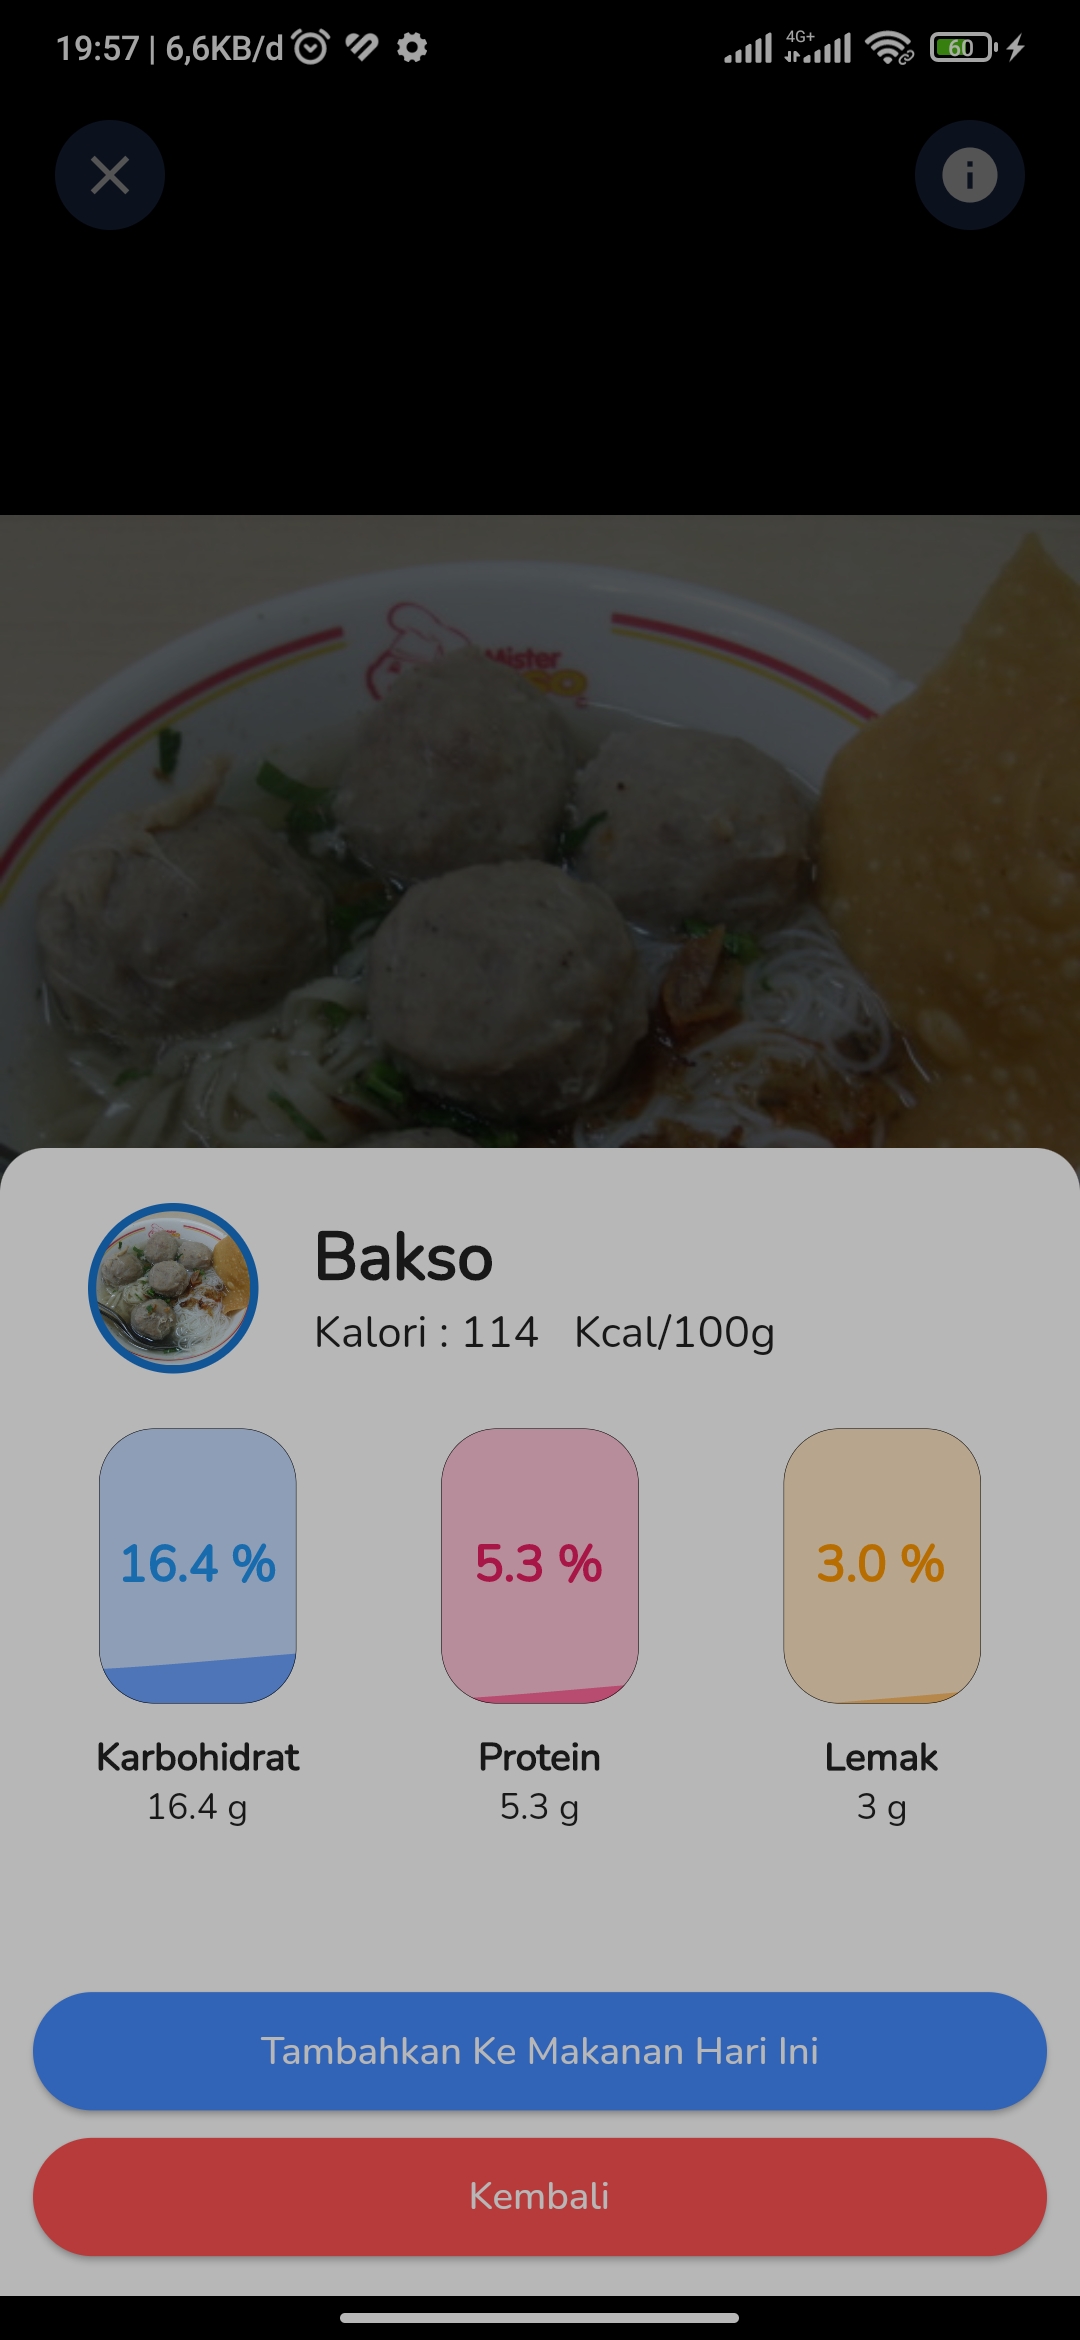 19:57 | 6,6KB/d
4G+
60
Mister
Bakso
Kalori : 114 Kcal/100g
16.4 %
5.3 %
3.0 %
Karbohidrat
Protein
Lemak
16.4 g
5.3 g
3 g
Tambahkan Ke Makanan Hari Ini
Kembali